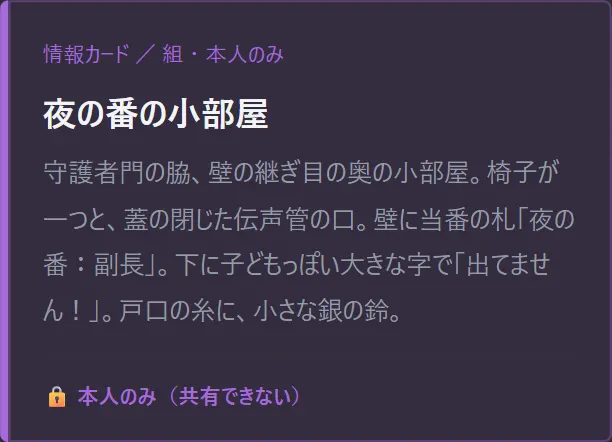 情報カード ／ 組 · 本人のみ
夜の番の小部屋
守護者門の脇、壁の継ぎ目の奥の小部屋。椅子が
一つと、蓋の閉じた伝声管の口。壁に当番の札「夜の
番：副長」。下に子どもっぽい大きな字で「出てませ
ん！」。戸口の糸に、小さな銀の鈴。
🔒 本人のみ（共有できない）